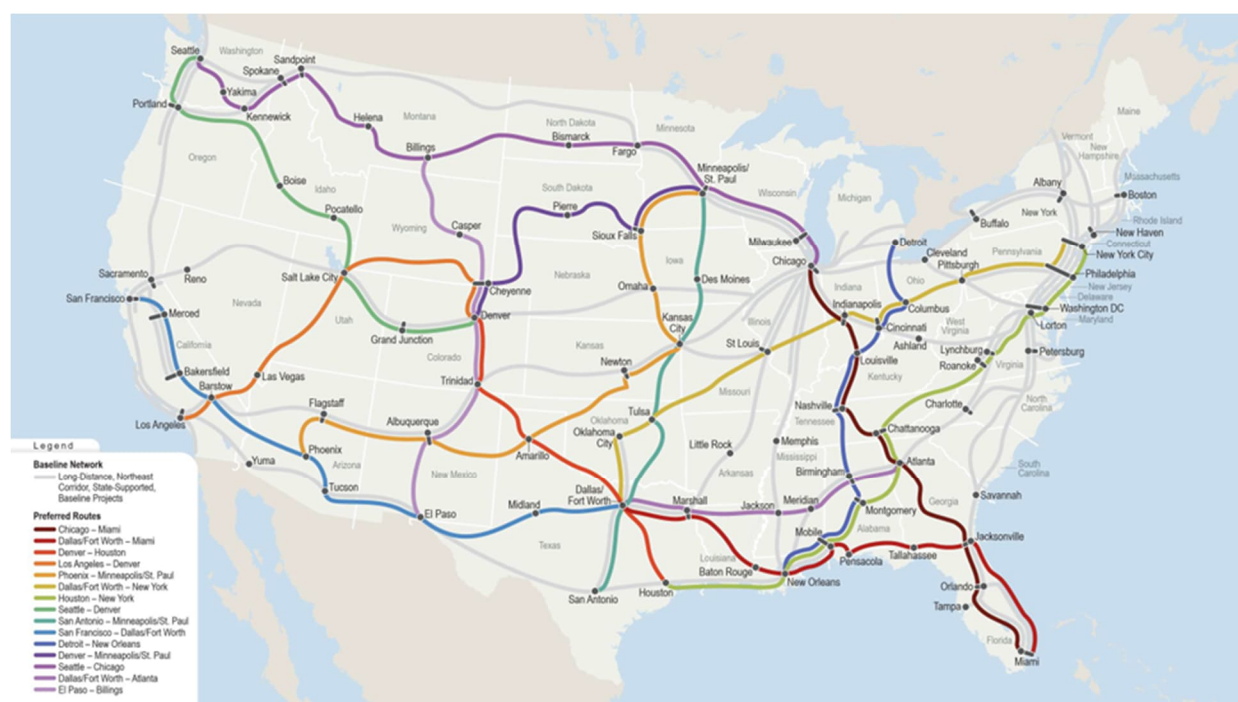 Seattle
Washington
Sandpoint
Spokane
Yakima
Portland
Kennewick
Helena
Montana
North Dakota
Minnesota
Maine
Billings
Bismarck
Fargo
Vermont
New
Hampshire
Oregon
Minneapolis/
St. Paul
Boise
Idaho
South Dakota
Wisconsin
Michigan
Albany
Massachusetts
Boston
Pocatello
Pierre
New York
Buffalo
Rhode Island
Wyoming
Casper
Sioux Falls
New Haven
Milwaukee
Detroit
Connecticut
Cleveland
Pennsylvania
New York City
Sacramento
Reno
Salt Lake City
Iowa
Chicago
Pittsburgh
Nebraska
Des Moines
Ohio
Philadelphia
San Francisco
Nevada
Cheyenne
Omaha
Indiana
New Jersey
Merced
Denver
Indianapolis
Columbus
Delaware
Washington DC
Utah
Kansas
City
Illinois
Cincinnati
West
Virginia
Maryland
Lorton
California
Grand Junction
Kansas
St Louis
Ashland
Lynchburg
Petersburg
Colorado
Newton
Louisville
Roanoke
Virginia
Bakersfield
Las Vegas
Trinidad
Kentucky
Barstow
Missouri
Flagstaff
Nashville
Charlotte
North
Carolina
Los Angeles
Albuquerque
Oklahoma
Tulsa
Tennessee
Oklahoma
City
Chattanooga
Phoenix
Little Rock
Memphis
Yuma
Arizona
Amarillo
Mississippi
Atlanta
New Mexico
Arkansas
Birmingham
South
Carolina
Tucson
Dallas/
Fort Worth
Midland
Marshall
Jackson
Meridian
Georgia
Savannah
El Paso
Montgomery
Alabama
Mobile
Jacksonville
Texas
Louisiana
Baton Rouge
Pensacola
Tallahassee
New Orleans
San Antonio
Houston
Orlando
Tampa
Florida
Miami
Legend
Baseline Network
Long-Distance, Northeast
Corridor, State-Supported,
Baseline Projects
Preferred Routes
Chicago – Miami
Dallas/Fort Worth – Miami
Denver – Houston
Los Angeles – Denver
Phoenix – Minneapolis/St. Paul
Dallas/Fort Worth – New York
Houston – New York
Seattle – Denver
San Antonio – Minneapolis/St. Paul
San Francisco – Dallas/Fort Worth
Detroit – New Orleans
Denver – Minneapolis/St. Paul
Seattle – Chicago
Dallas/Fort Worth – Atlanta
El Paso – Billings